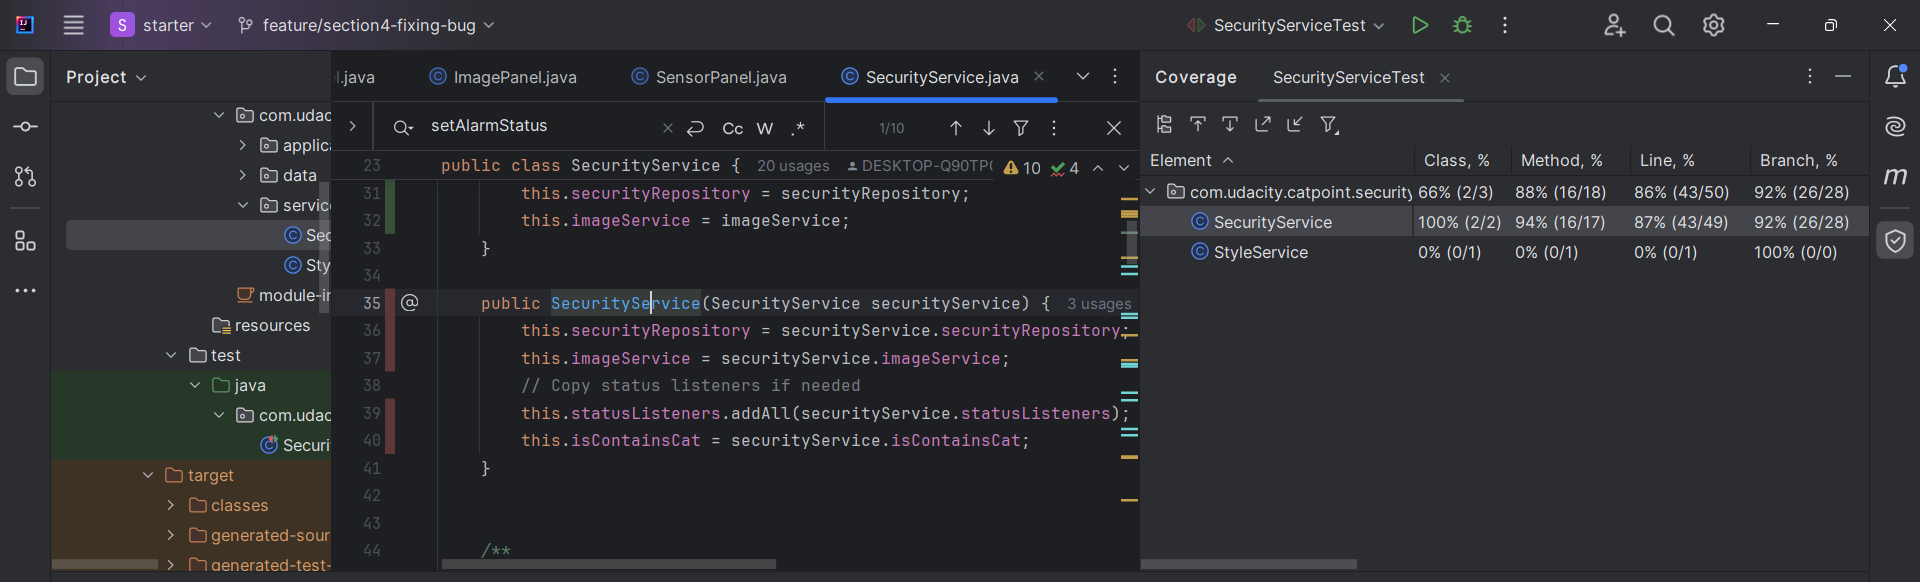 S starter feature/section4-fixing-bug SecurityServiceTest
Project
com.udac
applica
data
service
Sec
Sty
module-in
resources
test
java
com.udac
Securi
target
classes
generated-sour
generated-test-
l.java ImagePanel.java SensorPanel.java SecurityService.java
setAlarmStatus Cc W .* 1/10
23 public class SecurityService { 20 usages DESKTOP-Q90TP( 10 4
31 this.securityRepository = securityRepository;
32 this.imageService = imageService;
33 }
34
35 @ public SecurityService(SecurityService securityService) { 3 usages
36 this.securityRepository = securityService.securityRepository;
37 this.imageService = securityService.imageService;
38 // Copy status listeners if needed
39 this.statusListeners.addAll(securityService.statusListeners);
40 this.isContainsCat = securityService.isContainsCat;
41 }
42
43
44 /**
Coverage SecurityServiceTest
Element Class, % Method, % Line, % Branch, %
com.udacity.catpoint.security 66% (2/3) 88% (16/18) 86% (43/50) 92% (26/28)
SecurityService 100% (2/2) 94% (16/17) 87% (43/49) 92% (26/28)
StyleService 0% (0/1) 0% (0/1) 0% (0/1) 100% (0/0)
m